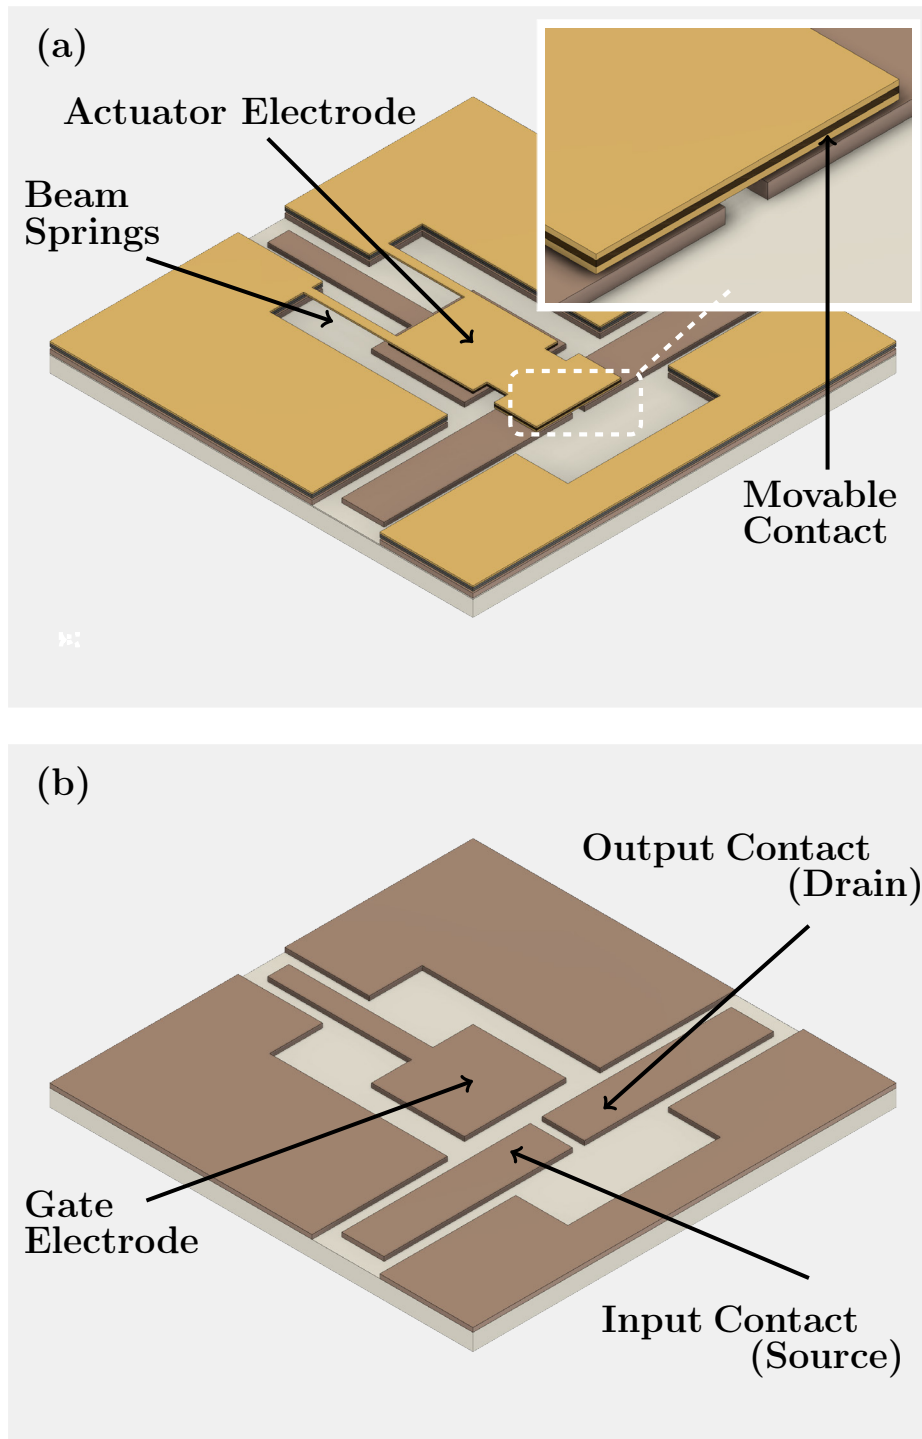 (a)
Actuator Electrode
Beam
Springs
Movable
Contact
(b)
Output Contact
(Drain)
Gate
Electrode
Input Contact
(Source)